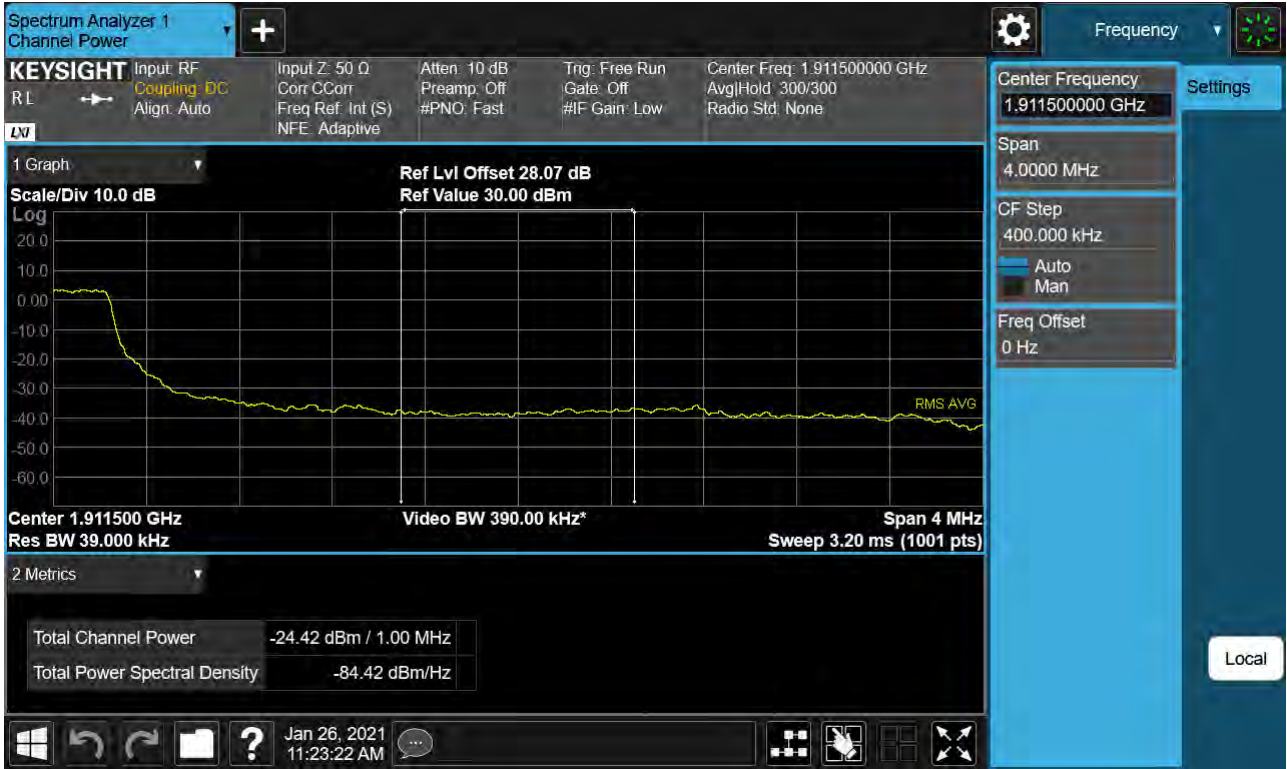 Spectrum Analyzer 1
Channel Power
Frequency
KEYSIGHT
RL
LXI
Input: RF
Coupling: DC
Align: Auto
Input Z: 50 Ω
Corr CCorr
Freq Ref: Int (S)
NFE: Adaptive
Atten: 10 dB
Preamp: Off
#PNO: Fast
Trig: Free Run
Gate: Off
#IF Gain: Low
Center Freq: 1.911500000 GHz
Avg|Hold: 300/300
Radio Std: None
Center Frequency
1.911500000 GHz
Settings
Span
4.0000 MHz
CF Step
400.000 kHz
Auto
Man
Freq Offset
0 Hz
1 Graph
Scale/Div 10.0 dB
Ref Lvl Offset 28.07 dB
Ref Value 30.00 dBm
Log
20.0
10.0
0.00
-10.0
-20.0
-30.0
-40.0
-50.0
-60.0
RMS AVG
Center 1.911500 GHz
Video BW 390.00 kHz*
Span 4 MHz
Res BW 39.000 kHz
Sweep 3.20 ms (1001 pts)
2 Metrics
Total Channel Power -24.42 dBm / 1.00 MHz
Total Power Spectral Density -84.42 dBm/Hz
Local
?
Jan 26, 2021
11:23:22 AM